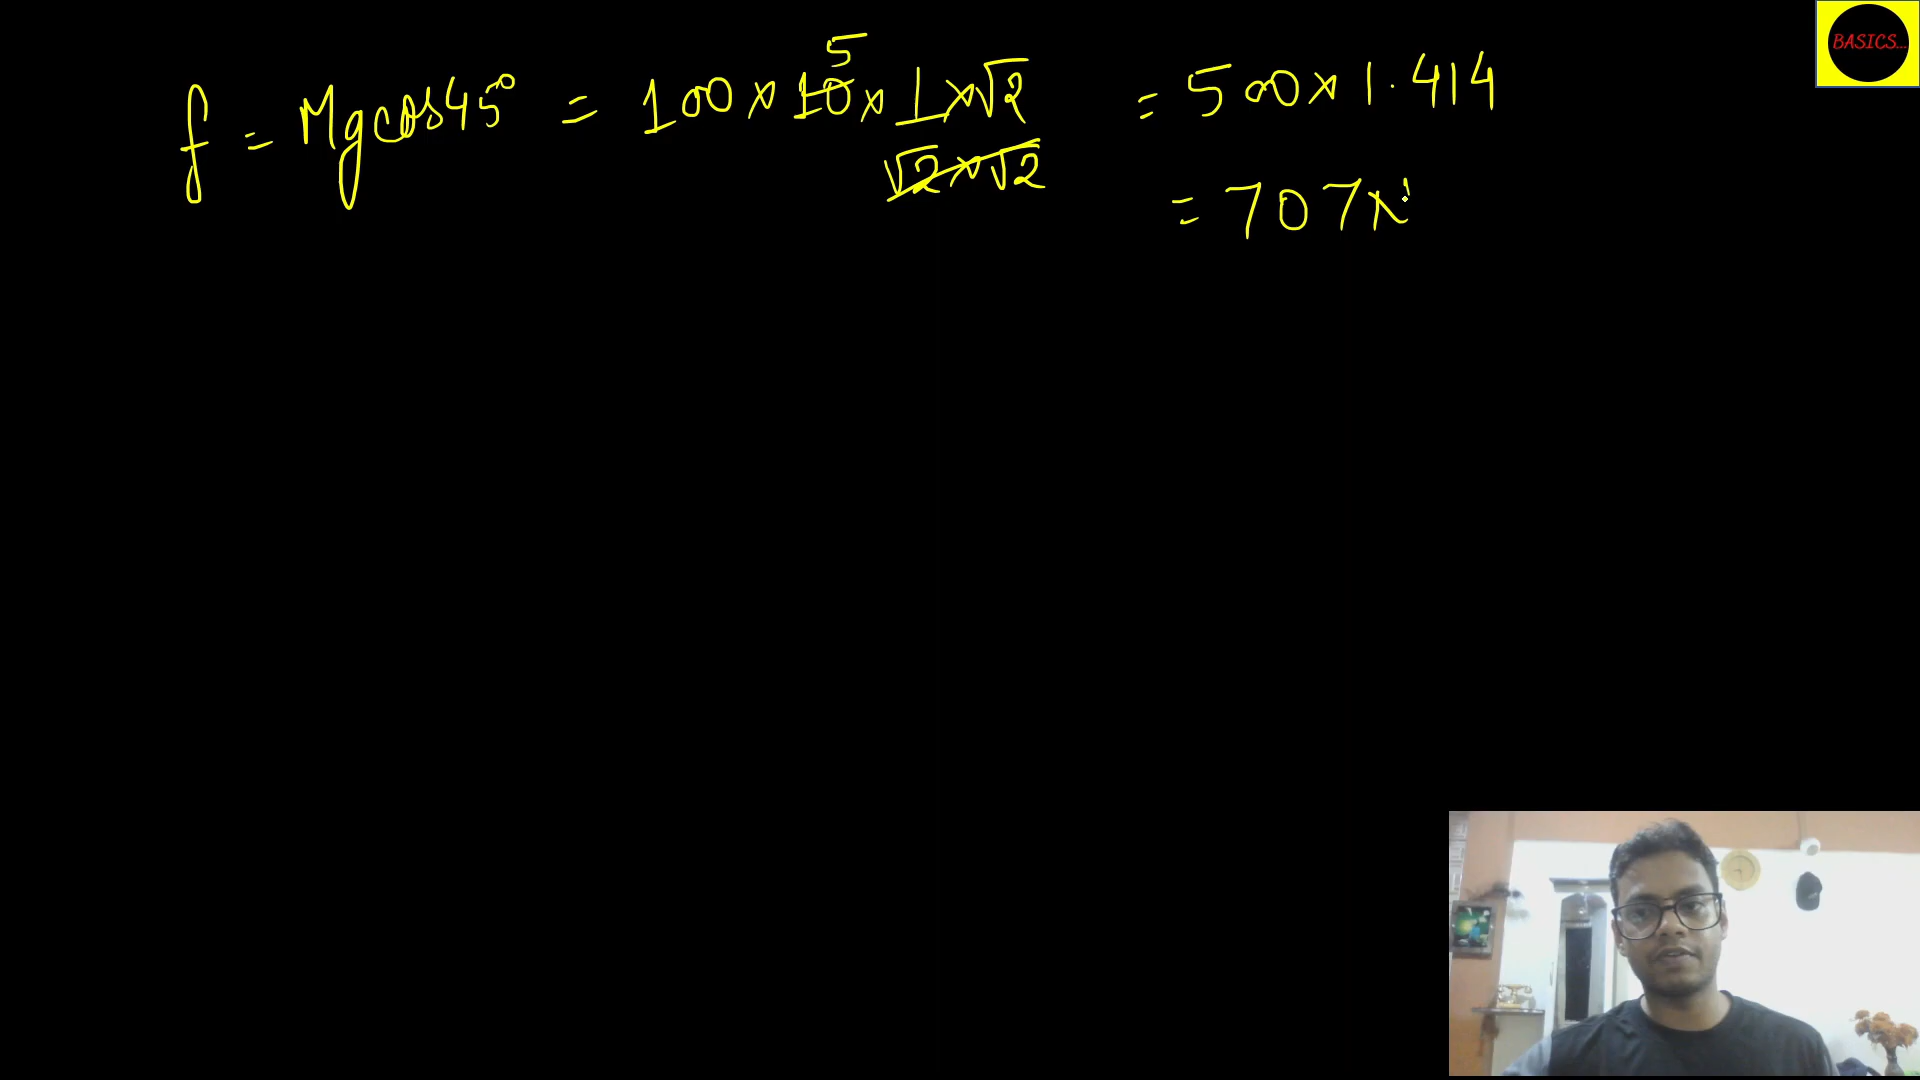 f = Mgcos45° = 100 × 10 × 1×√2 = 500 × 1.414
5
√2×√2
= 707N
BASICS...